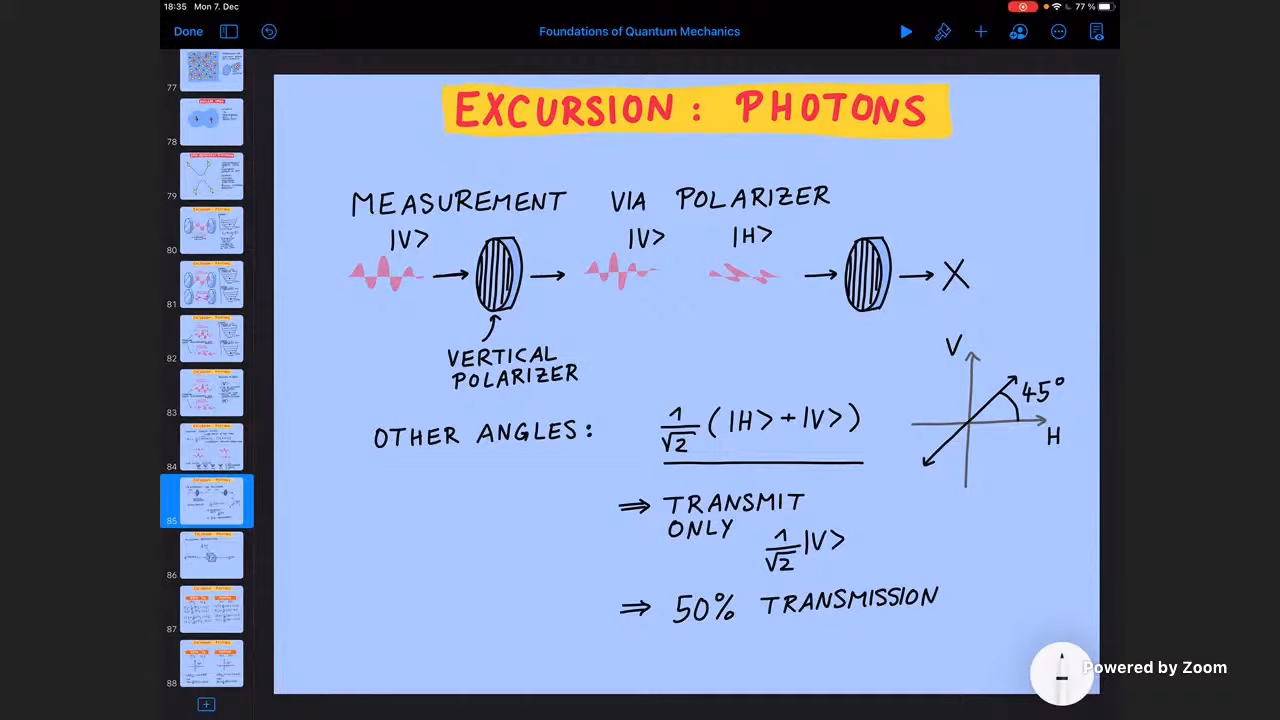 18:35 Mon 7. Dec
77 %
Done
Foundations of Quantum Mechanics
77
78
79
80
81
82
83
84
85
86
87
88
EXCURSION: PHOTONS
MEASUREMENT VIA POLARIZER
|V> |V> |H>
X
VERTICAL
POLARIZER
V
45°
H
OTHER ANGLES: 1/√2 (|H> + |V>)
⇒ TRANSMIT
ONLY 1/√2 |V>
⇒ 50% TRANSMISSION
Powered by Zoom